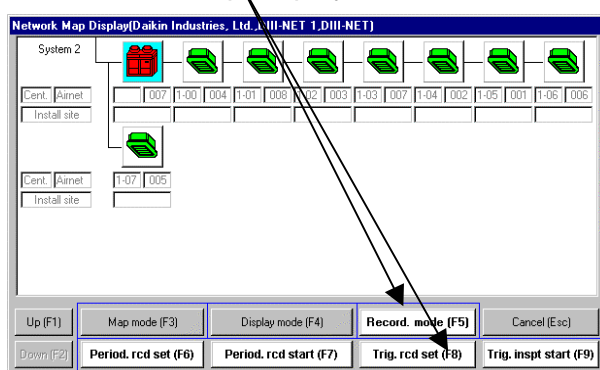 Network Map Display(Daikin Industries, Ltd.,DIII-NET 1,DIII-NET)
System 2
Cent. Airnet 007 1-00 004 1-01 008 1-02 003 1-03 007 1-04 002 1-05 001 1-06 006
Install site
Cent. Airnet 1-07 005
Install site
Up (F1) Map mode (F3) Display mode (F4) Record. mode (F5) Cancel (Esc)
Down (F2) Period. rcd set (F6) Period. rcd start (F7) Trig. rcd set (F8) Trig. inspt start (F9)